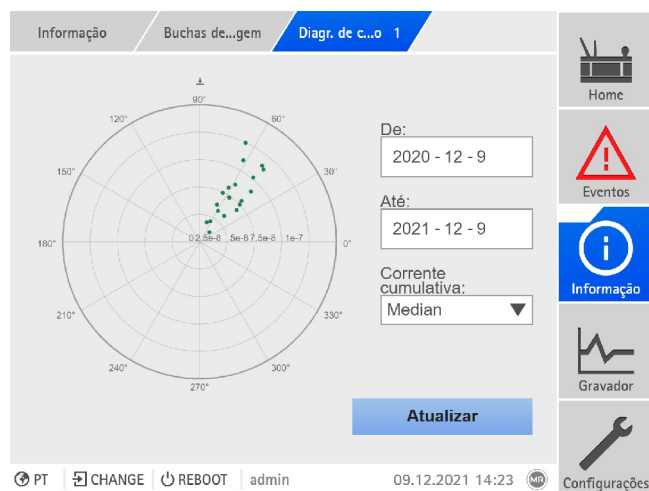 Informação
Buchas de...gem
Diagr. de c...o 1
Home
Eventos
Informação
Gravador
Configurações
90°
120°
60°
150°
30°
180°
0 2.5e-8 5e-8 7.5e-8 1e-7
0°
210°
330°
240°
300°
270°
De:
2020 - 12 - 9
Até:
2021 - 12 - 9
Corrente
cumulativa:
Median
Atualizar
PT CHANGE REBOOT admin 09.12.2021 14:23 MR